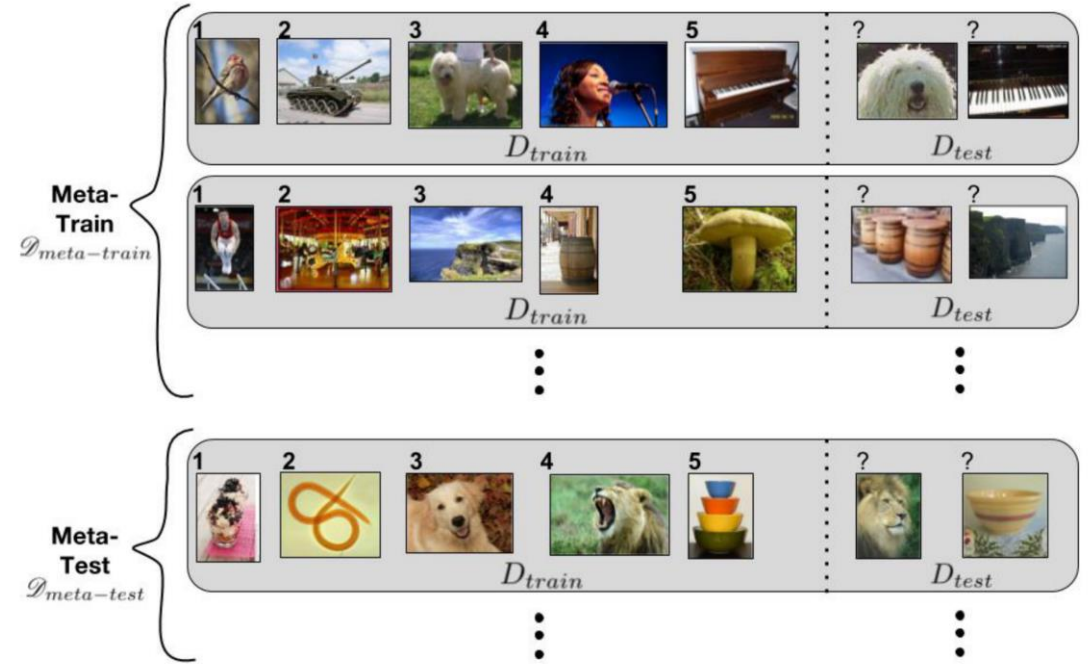 1 2 3 4 5 ? ?
D_train D_test
Meta-
Train
𝒟_meta−train
1 2 3 4 5 ? ?
D_train D_test
1 2 3 4 5 ? ?
Meta-
Test
𝒟_meta−test
D_train D_test